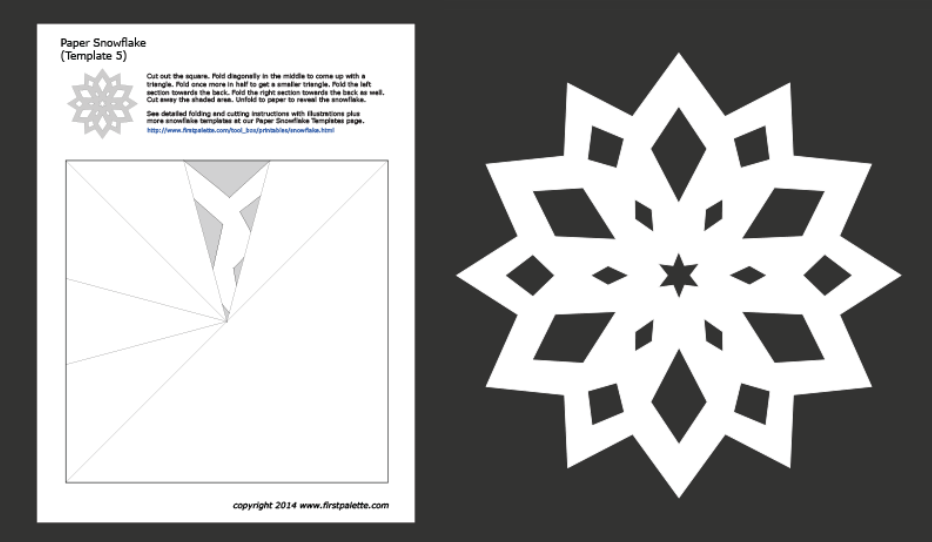 Paper Snowflake
(Template 5)
Cut out the square. Fold diagonally in the middle to come up with a
triangle. Fold once more in half to get a smaller triangle. Fold the left
section towards the back. Fold the right section towards the back as well.
Cut away the shaded area. Unfold to paper to reveal the snowflake.
See detailed folding and cutting instructions with illustrations plus
more snowflake templates at our Paper Snowflake Templates page.
http://www.firstpalette.com/tool_box/printables/snowflake.html
copyright 2014 www.firstpalette.com